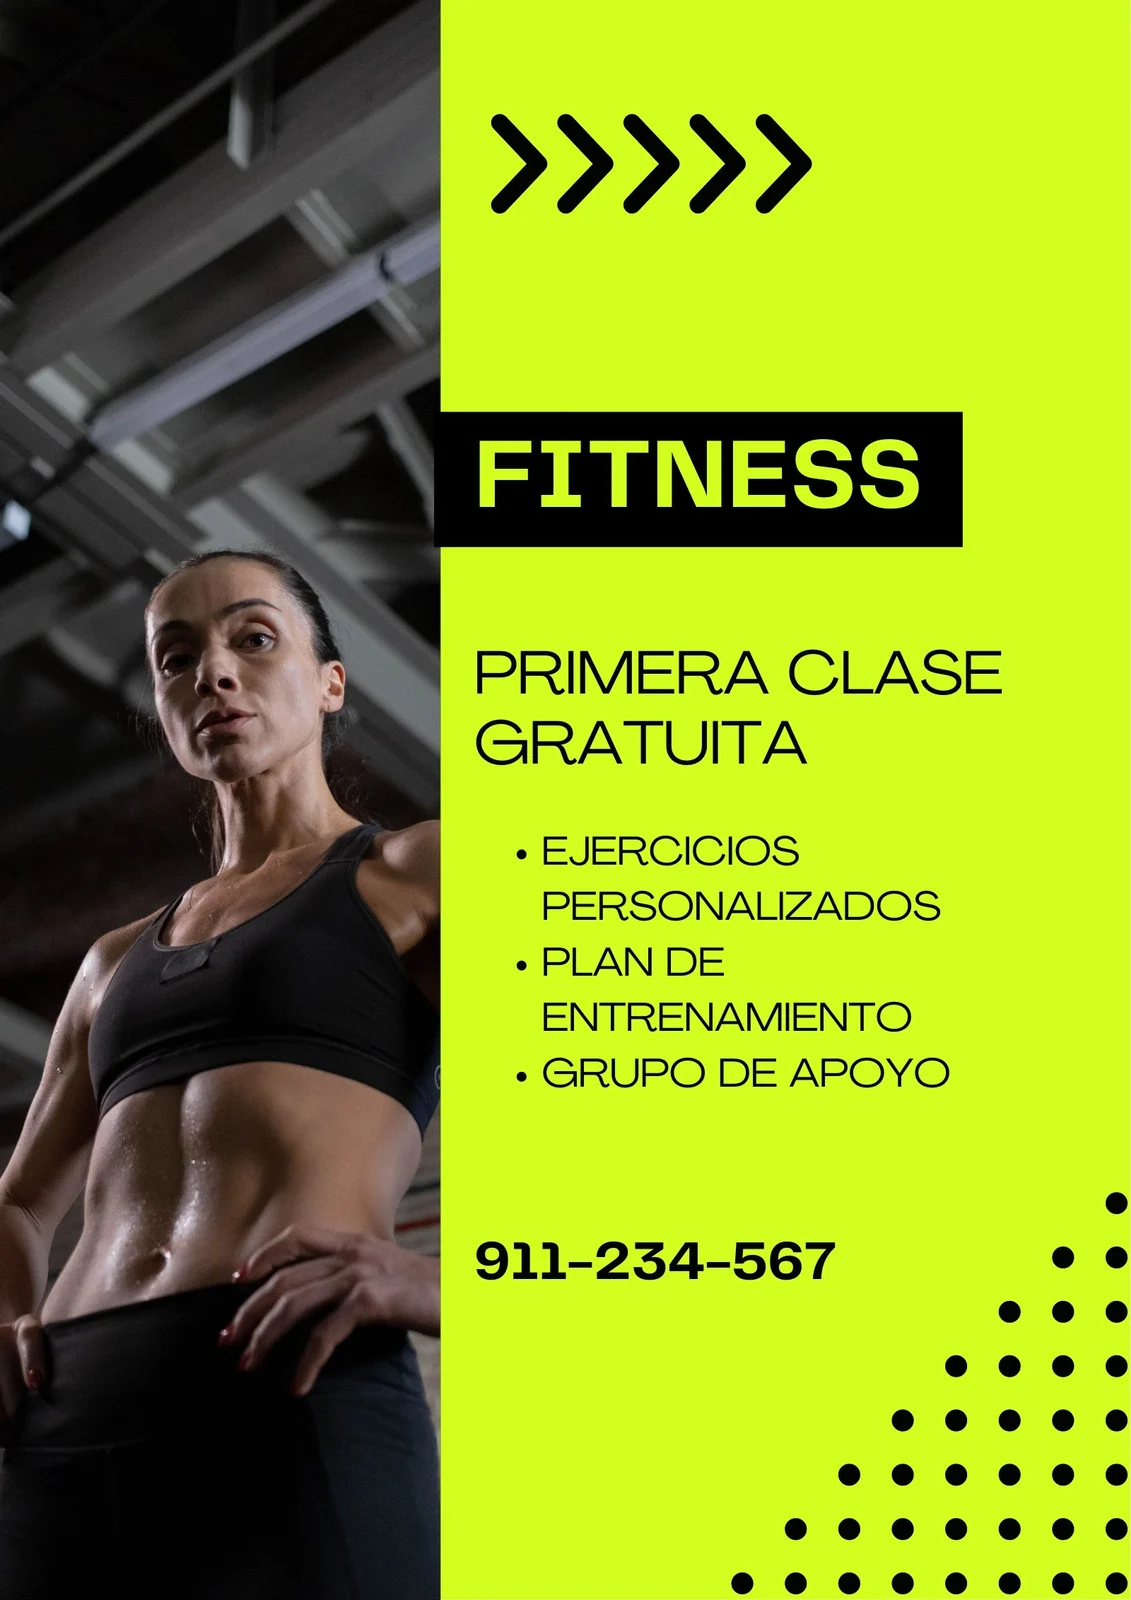 FITNESS
PRIMERA CLASE
GRATUITA
• EJERCICIOS
PERSONALIZADOS
• PLAN DE
ENTRENAMIENTO
• GRUPO DE APOYO
911-234-567